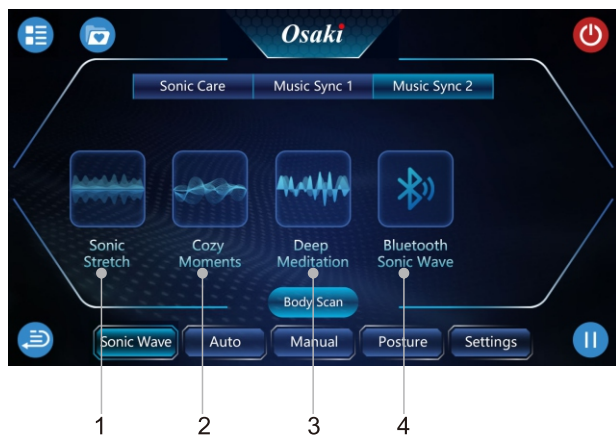 Osaki
Sonic Care Music Sync 1 Music Sync 2
Sonic Stretch
Cozy Moments
Deep Meditation
Bluetooth Sonic Wave
Body Scan
Sonic Wave Auto Manual Posture Settings
1 2 3 4